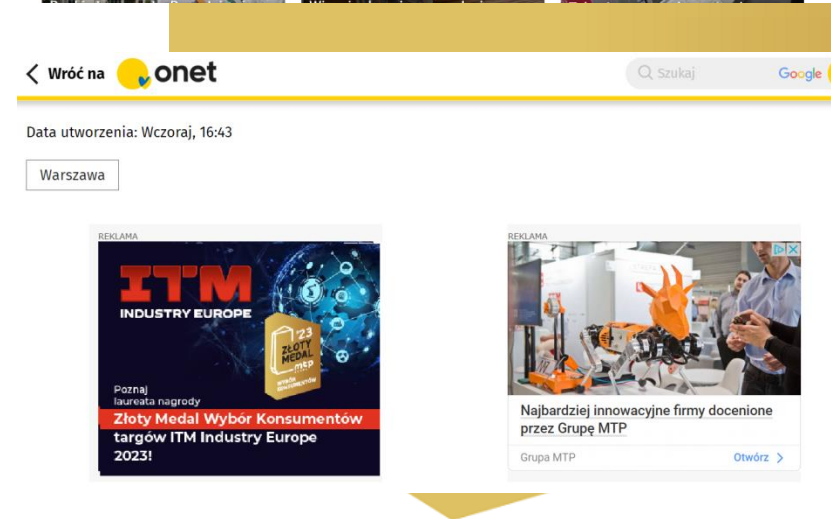 Wróć na onet
Szukaj Google
Data utworzenia: Wczoraj, 16:43
Warszawa
REKLAMA
ITM
INDUSTRY EUROPE
'23
ZŁOTY
MEDAL
mtp
WYBÓR
KONSUMENTÓW
Poznaj
laureata nagrody
Złoty Medal Wybór Konsumentów
targów ITM Industry Europe
2023!
REKLAMA
Najbardziej innowacyjne firmy docenione
przez Grupę MTP
Grupa MTP
Otwórz